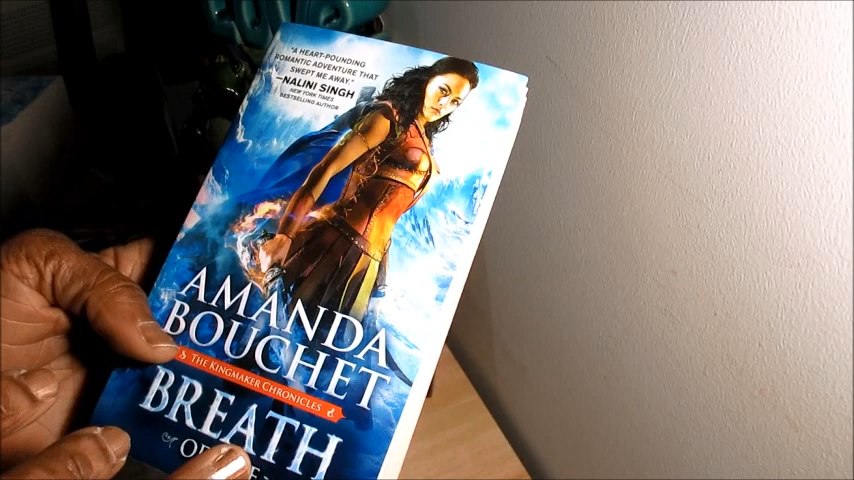 "A HEART-POUNDING
ROMANTIC ADVENTURE THAT
SWEPT ME AWAY."
—NALINI SINGH
NEW YORK TIMES
BESTSELLING AUTHOR
AMANDA
BOUCHET
THE KINGMAKER CHRONICLES
BREATH
OF